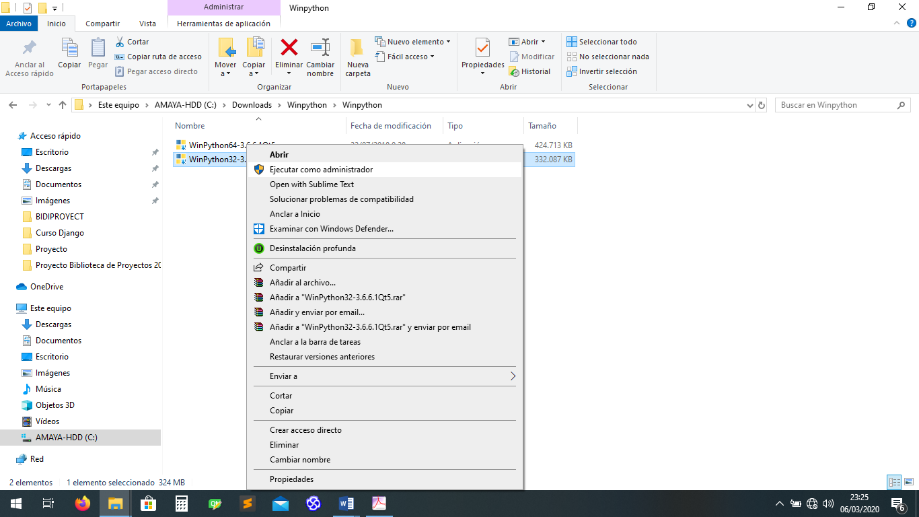 Administrar
Winpython
Archivo
Inicio
Compartir
Vista
Herramientas de aplicación
Anclar al
Acceso rápido
Copiar
Pegar
Cortar
Copiar ruta de acceso
Pegar acceso directo
Portapapeles
Mover
a
Copiar
a
Eliminar
Cambiar
nombre
Organizar
Nueva
carpeta
Nuevo elemento
Fácil acceso
Nuevo
Propiedades
Abrir
Modificar
Historial
Abrir
Seleccionar todo
No seleccionar nada
Invertir selección
Seleccionar
Este equipo > AMAYA-HDD (C:) > Downloads > Winpython > Winpython
Buscar en Winpython
Nombre
Fecha de modificación
Tipo
Tamaño
WinPython64-3.6.6.1Qt5
424.713 KB
WinPython32-3.
332.087 KB
Acceso rápido
Escritorio
Descargas
Documentos
Imágenes
BIDIPROYECT
Curso Django
Proyecto
Proyecto Biblioteca de Proyectos 20
OneDrive
Este equipo
Descargas
Documentos
Escritorio
Imágenes
Música
Objetos 3D
Vídeos
AMAYA-HDD (C:)
Red
Abrir
Ejecutar como administrador
Open with Sublime Text
Solucionar problemas de compatibilidad
Anclar a Inicio
Examinar con Windows Defender...
Desinstalación profunda
Compartir
Añadir al archivo...
Añadir a "WinPython32-3.6.6.1Qt5.rar"
Añadir y enviar por email...
Añadir a "WinPython32-3.6.6.1Qt5.rar" y enviar por email
Anclar a la barra de tareas
Restaurar versiones anteriores
Enviar a
Cortar
Copiar
Crear acceso directo
Eliminar
Cambiar nombre
Propiedades
2 elementos
1 elemento seleccionado 324 MB
23:25
06/03/2020
6